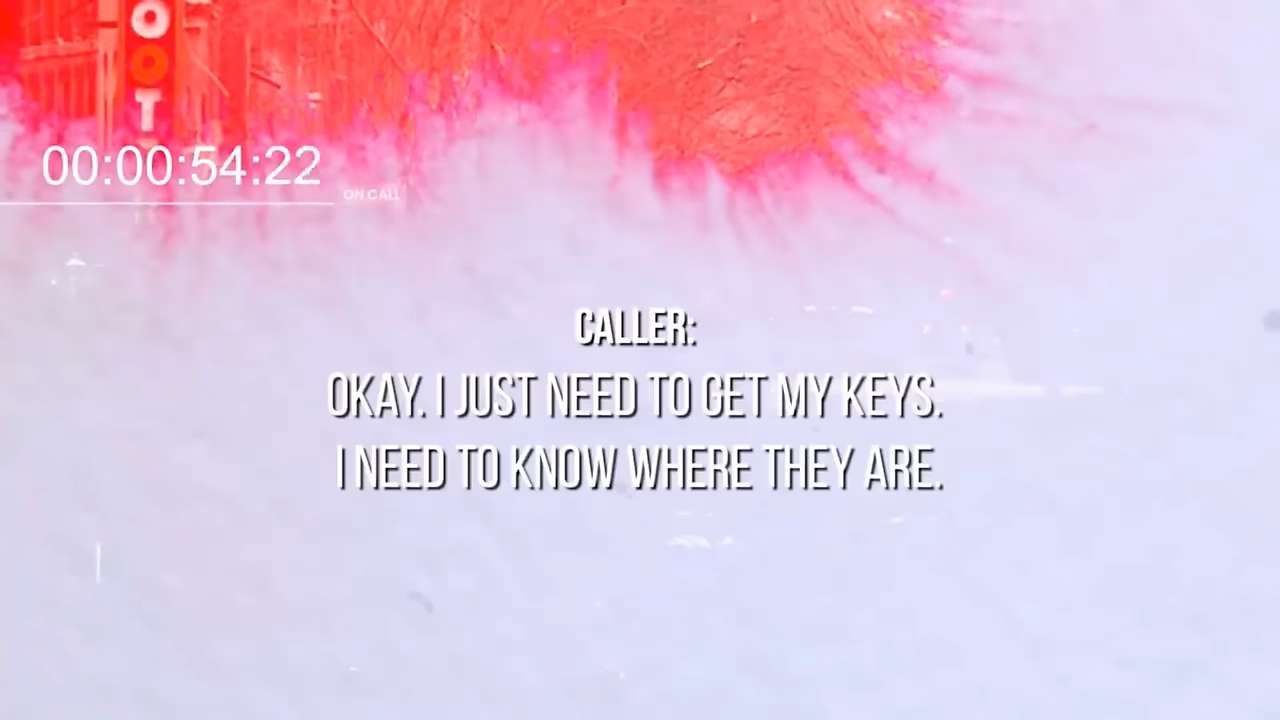 O
O
T
00:00:54:22
ON CALL
CALLER:
OKAY. I JUST NEED TO GET MY KEYS.
I NEED TO KNOW WHERE THEY ARE.